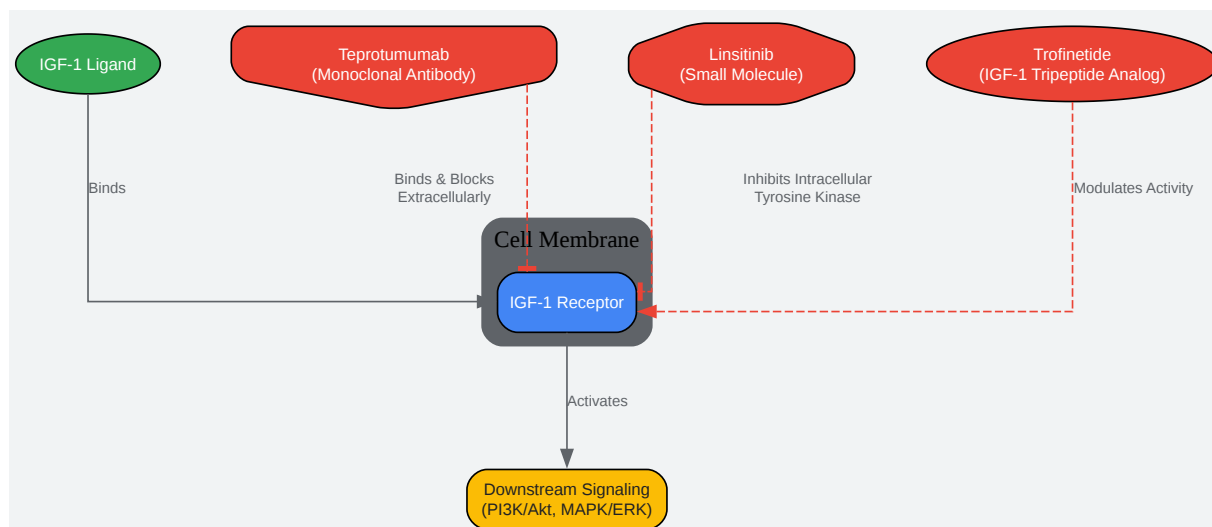 IGF-1 Ligand
Teprotumumab
(Monoclonal Antibody)
Linsitinib
(Small Molecule)
Trofinetide
(IGF-1 Tripeptide Analog)
Binds
Binds & Blocks
Extracellularly
Inhibits Intracellular
Tyrosine Kinase
Modulates Activity
Cell Membrane
IGF-1 Receptor
Activates
Downstream Signaling
(PI3K/Akt, MAPK/ERK)